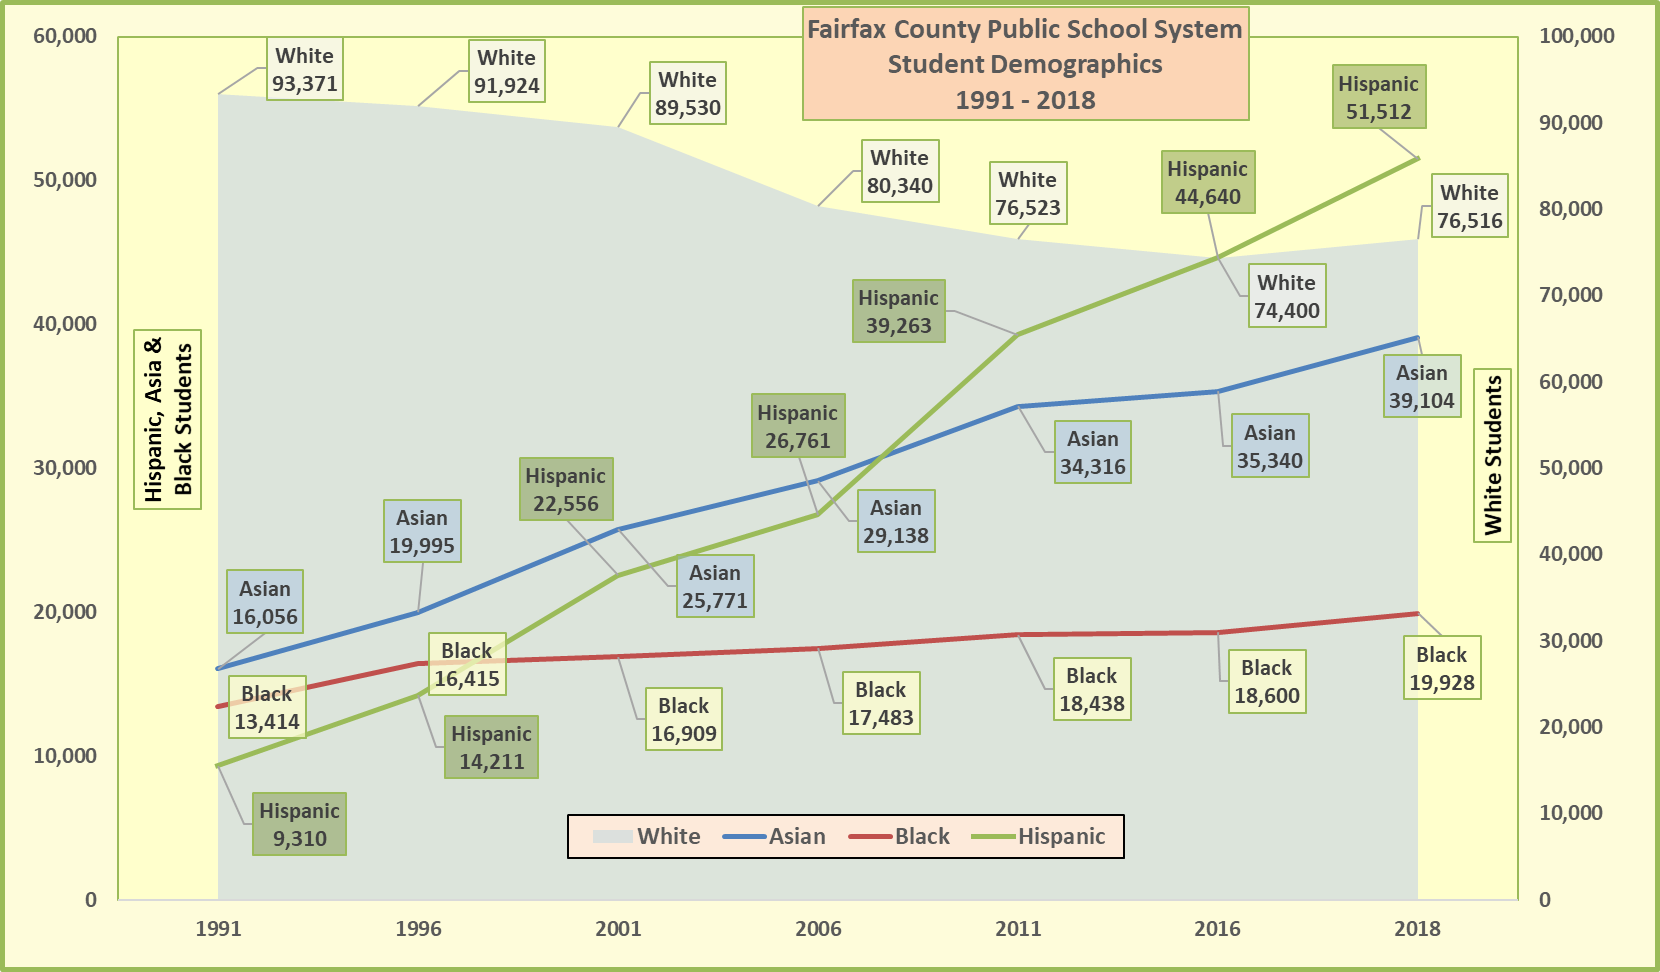 Fairfax County Public School System
Student Demographics
1991 - 2018
60,000
50,000
40,000
30,000
20,000
10,000
0
Hispanic, Asia &
Black Students
100,000
90,000
80,000
70,000
60,000
50,000
40,000
30,000
20,000
10,000
0
White Students
White
93,371
White
91,924
White
89,530
White
80,340
White
76,523
White
74,400
White
76,516
Hispanic
9,310
Hispanic
14,211
Hispanic
22,556
Hispanic
26,761
Hispanic
39,263
Hispanic
44,640
Hispanic
51,512
Asian
16,056
Asian
19,995
Asian
25,771
Asian
29,138
Asian
34,316
Asian
35,340
Asian
39,104
Black
13,414
Black
16,415
Black
16,909
Black
17,483
Black
18,438
Black
18,600
Black
19,928
White Asian Black Hispanic
1991 1996 2001 2006 2011 2016 2018